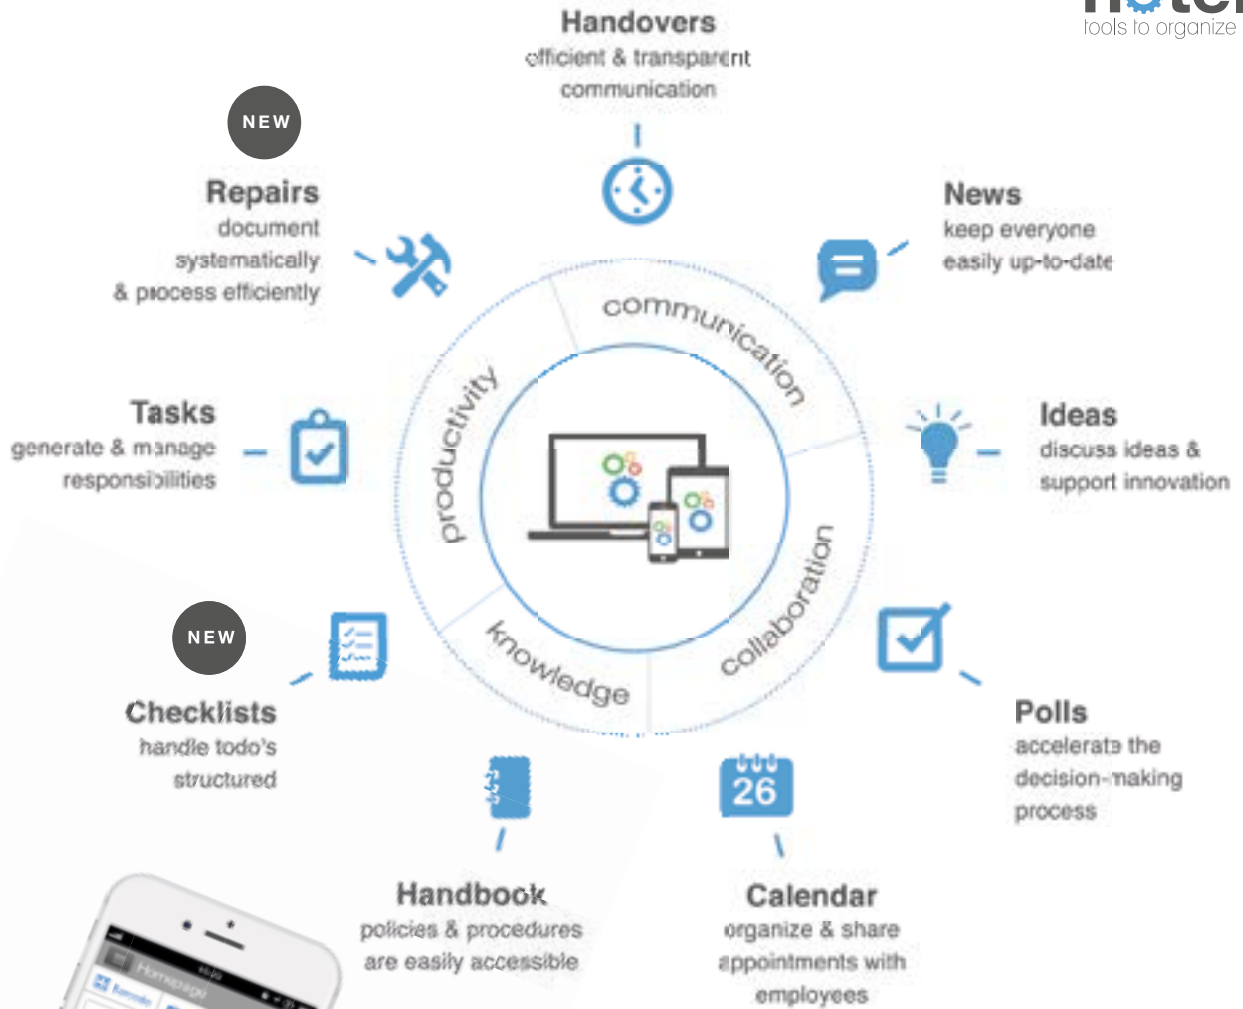 Handovers
efficient & transparent
communication
tools to organize
NEW
Repairs
document
systematically
& process efficiently
News
keep everyone
easily up-to-date
communication
productivity
Tasks
generate & manage
responsibilities
Ideas
discuss ideas &
support innovation
collaboration
knowledge
NEW
Checklists
handle todo's
structured
Polls
accelerate the
decision-making
process
26
Handbook
policies & procedures
are easily accessible
Calendar
organize & share
appointments with
employees
Homepage